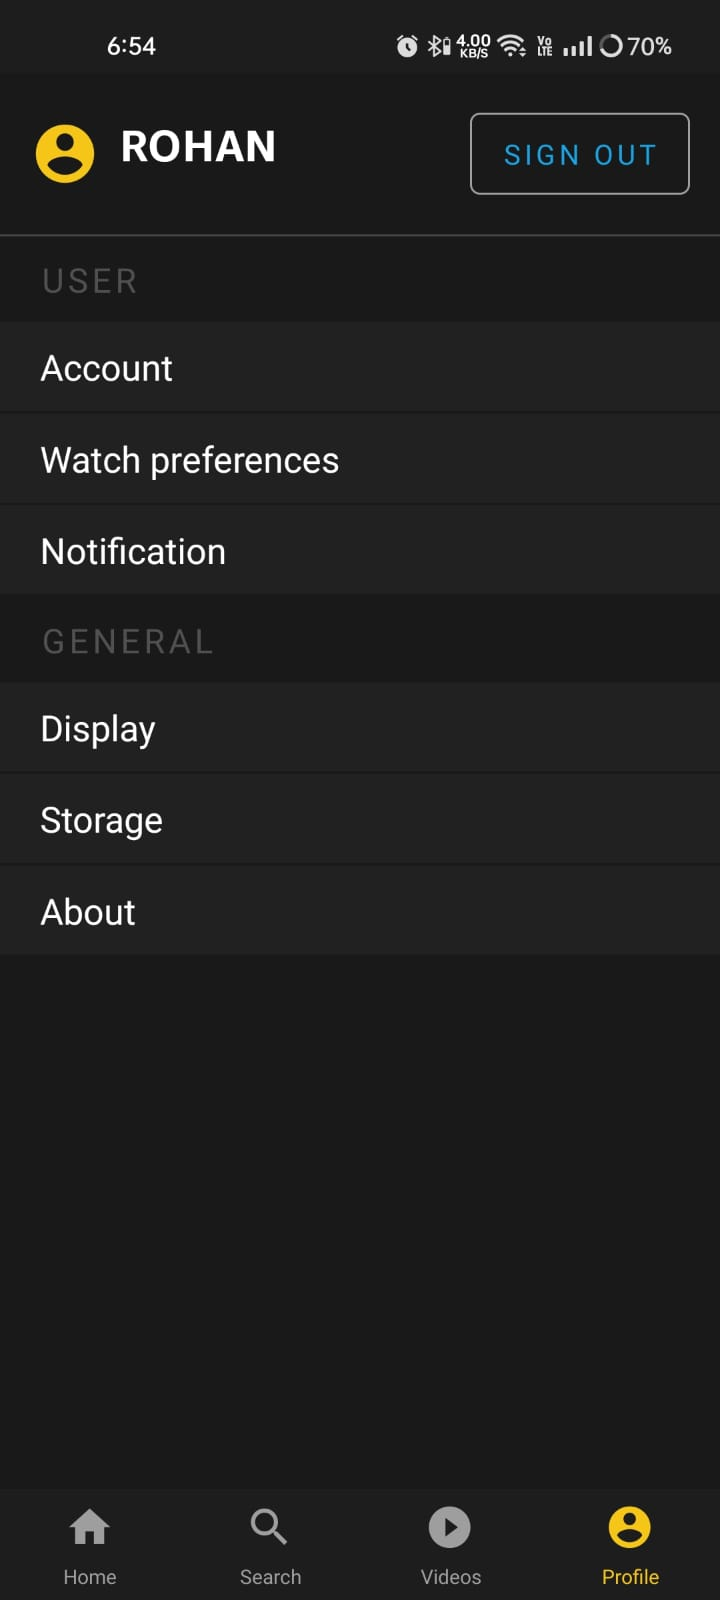 6:54 4.00 KB/S Vo LTE 70%
ROHAN SIGN OUT
USER
Account
Watch preferences
Notification
GENERAL
Display
Storage
About
Home Search Videos Profile